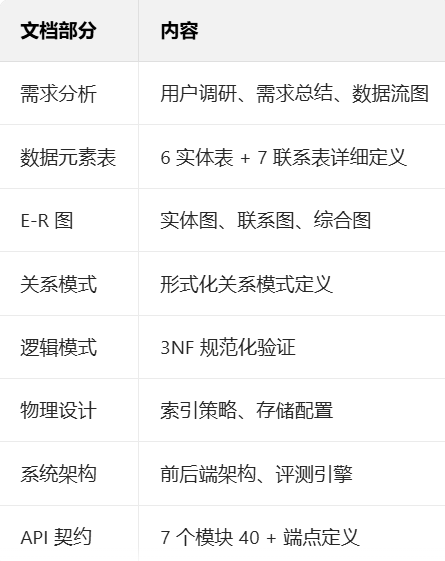 文档部分 内容
需求分析 用户调研、需求总结、数据流图
数据元素表 6 实体表 + 7 联系表详细定义
E-R 图 实体图、联系图、综合图
关系模式 形式化关系模式定义
逻辑模式 3NF 规范化验证
物理设计 索引策略、存储配置
系统架构 前后端架构、评测引擎
API 契约 7 个模块 40 + 端点定义